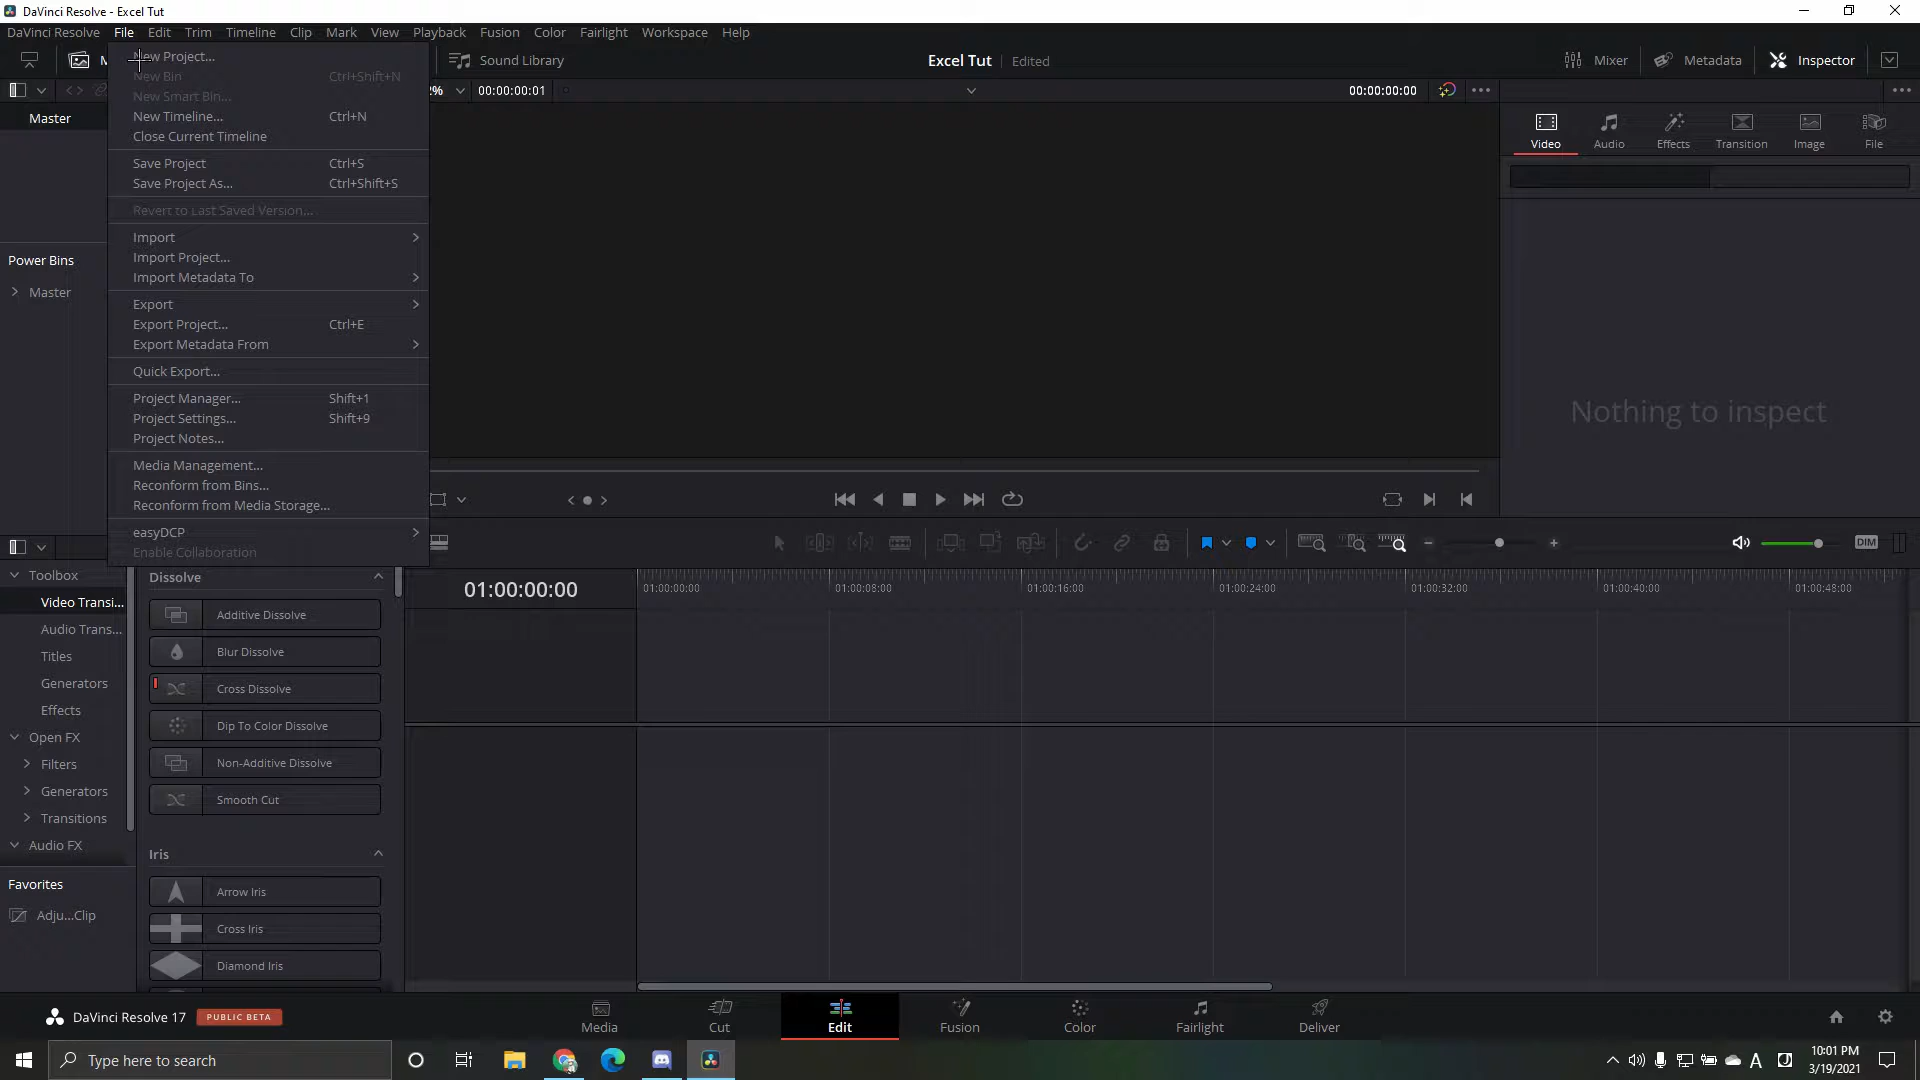 DaVinci Resolve - Excel Tut
DaVinci Resolve File Edit Trim Timeline Clip Mark View Playback Fusion Color Fairlight Workspace Help
Sound Library
Excel Tut Edited
Mixer Metadata Inspector
00:00:00:01
00:00:00:00
Master
Power Bins
Master
New Project...
New Bin Ctrl+Shift+N
New Smart Bin...
New Timeline... Ctrl+N
Close Current Timeline
Save Project Ctrl+S
Save Project As... Ctrl+Shift+S
Revert to Last Saved Version...
Import
Import Project...
Import Metadata To
Export
Export Project... Ctrl+E
Export Metadata From
Quick Export...
Project Manager... Shift+1
Project Settings... Shift+9
Project Notes...
Media Management...
Reconform from Bins...
Reconform from Media Storage...
easyDCP
Enable Collaboration
Video Audio Effects Transition Image File
Nothing to inspect
DIM
Toolbox
Video Transi...
Audio Trans...
Titles
Generators
Effects
Open FX
Filters
Generators
Transitions
Audio FX
Favorites
Adju...Clip
Dissolve
Additive Dissolve
Blur Dissolve
Cross Dissolve
Dip To Color Dissolve
Non-Additive Dissolve
Smooth Cut
Iris
Arrow Iris
Cross Iris
Diamond Iris
01:00:00:00
01:00:00:00 01:00:08:00 01:00:16:00 01:00:24:00 01:00:32:00 01:00:40:00 01:00:48:00
DaVinci Resolve 17 PUBLIC BETA
Media Cut Edit Fusion Color Fairlight Deliver
Type here to search
A
10:01 PM
3/19/2021